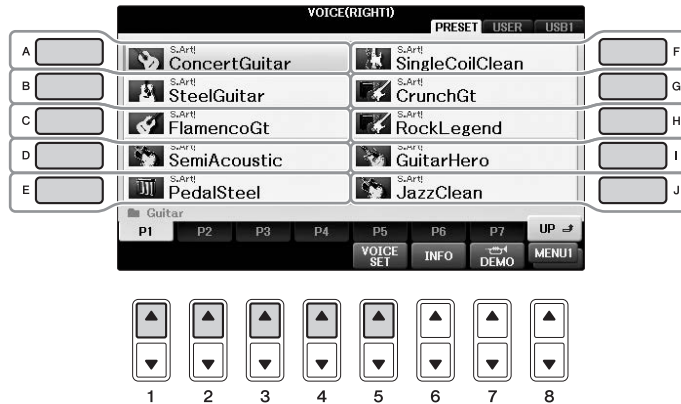 VOICE(RIGHT1)
PRESET USER USB1
A S.Art! ConcertGuitar S.Art! SingleCoilClean F
B S.Art! SteelGuitar S.Art! CrunchGt G
C S.Art! FlamencoGt S.Art! RockLegend H
D S.Art! SemiAcoustic S.Art! GuitarHero I
E S.Art! PedalSteel S.Art! JazzClean J
Guitar
P1 P2 P3 P4 P5 P6 P7 UP
VOICE SET INFO DEMO MENU1
1 2 3 4 5 6 7 8